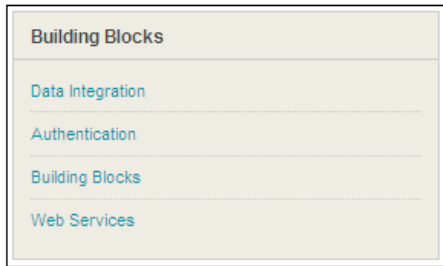 Building Blocks
Data Integration
Authentication
Building Blocks
Web Services